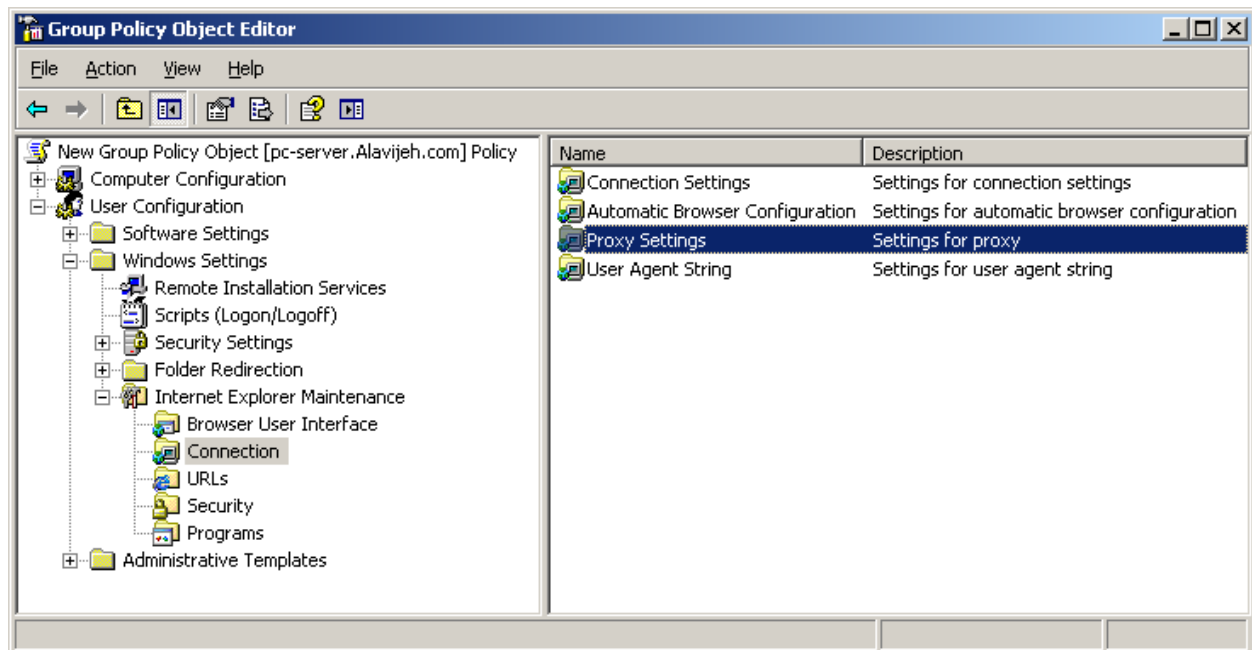 Group Policy Object Editor
File Action View Help
New Group Policy Object [pc-server.Alavijeh.com] Policy
Computer Configuration
User Configuration
Software Settings
Windows Settings
Remote Installation Services
Scripts (Logon/Logoff)
Security Settings
Folder Redirection
Internet Explorer Maintenance
Browser User Interface
Connection
URLs
Security
Programs
Administrative Templates
Name Description
Connection Settings Settings for connection settings
Automatic Browser Configuration Settings for automatic browser configuration
Proxy Settings Settings for proxy
User Agent String Settings for user agent string